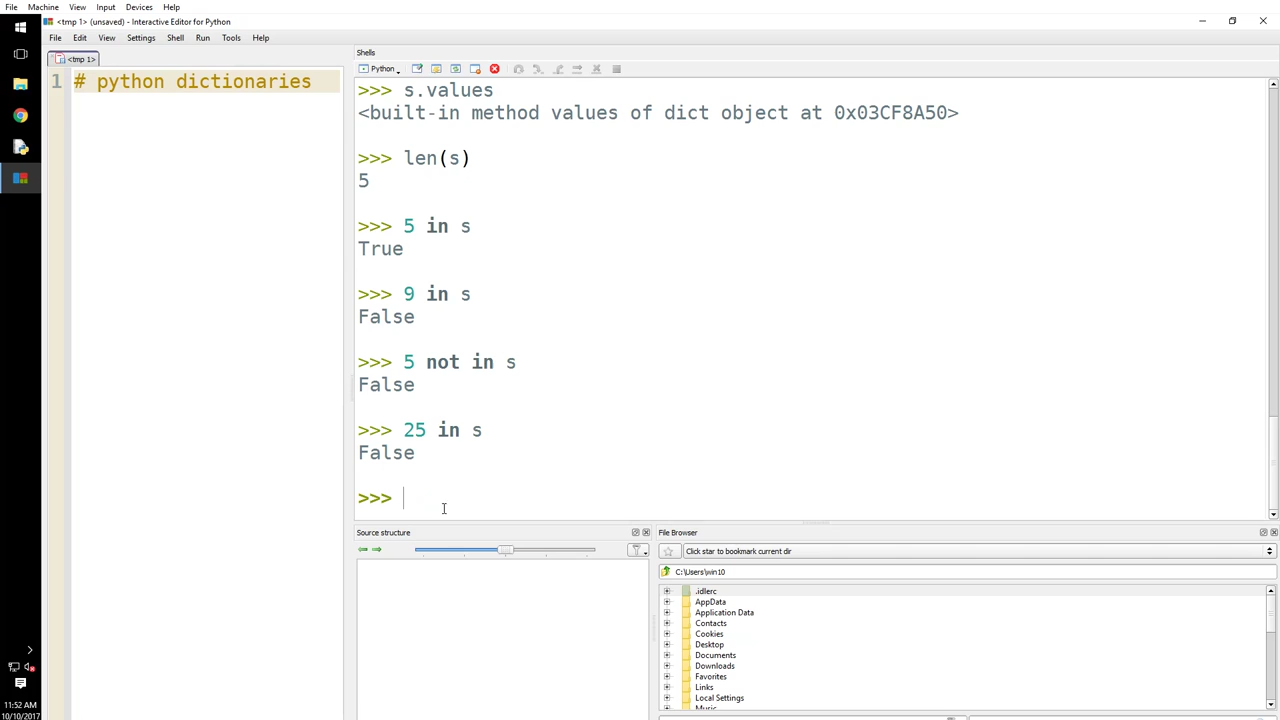 File Machine View Input Devices Help
<tmp 1> (unsaved) - Interactive Editor for Python
File Edit View Settings Shell Run Tools Help
<tmp 1>
1 # python dictionaries
Shells
Python
>>> s.values
<built-in method values of dict object at 0x03CF8A50>
>>> len(s)
5
>>> 5 in s
True
>>> 9 in s
False
>>> 5 not in s
False
>>> 25 in s
False
>>>
Source structure
File Browser
Click star to bookmark current dir
C:\Users\win10
.idlerc
AppData
Application Data
Contacts
Cookies
Desktop
Documents
Downloads
Favorites
Links
Local Settings
Music
11:52 AM
10/10/2017